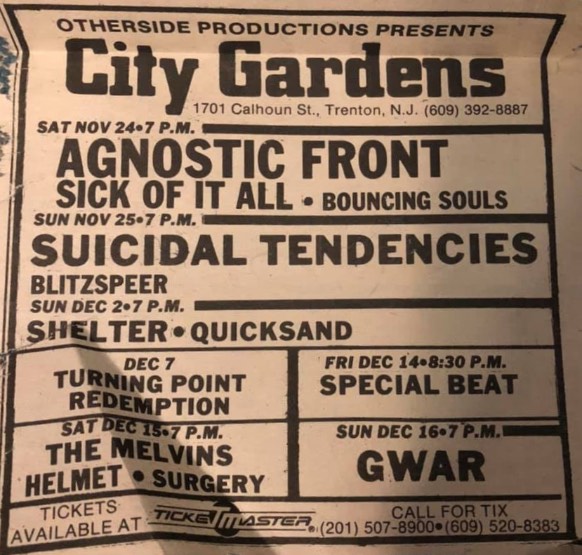 OTHERSIDE PRODUCTIONS PRESENTS
City Gardens
1701 Calhoun St., Trenton, N.J. (609) 392-8887
SAT NOV 24•7 P.M.
AGNOSTIC FRONT
SICK OF IT ALL • BOUNCING SOULS
SUN NOV 25•7 P.M.
SUICIDAL TENDENCIES
BLITZSPEER
SUN DEC 2•7 P.M.
SHELTER • QUICKSAND
DEC 7
TURNING POINT
REDEMPTION
FRI DEC 14•8:30 P.M.
SPECIAL BEAT
SAT DEC 15•7 P.M.
THE MELVINS
HELMET • SURGERY
SUN DEC 16•7 P.M.
GWAR
TICKETS
AVAILABLE AT
TICKETMASTER®
CALL FOR TIX
(201) 507-8900•(609) 520-8383